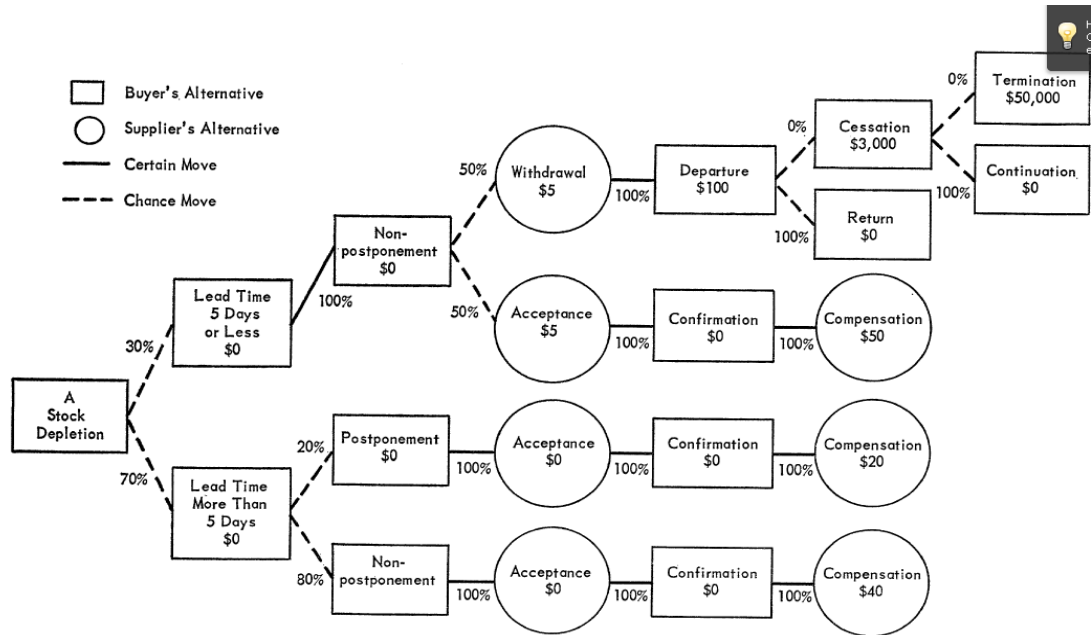 Buyer's Alternative
Supplier's Alternative
Certain Move
Chance Move
A
Stock
Depletion
30%
70%
Lead Time
5 Days
or Less
$0
100%
Lead Time
More Than
5 Days
$0
Non-
postponement
$0
50%
50%
20%
Postponement
$0
100%
80%
Non-
postponement
100%
Withdrawal
$5
100%
Departure
$100
0%
100%
Cessation
$3,000
0%
100%
Termination
$50,000
Continuation
$0
Return
$0
Acceptance
$5
100%
Confirmation
$0
100%
Compensation
$50
Acceptance
$0
100%
Confirmation
$0
100%
Compensation
$20
Acceptance
$0
100%
Confirmation
$0
100%
Compensation
$40